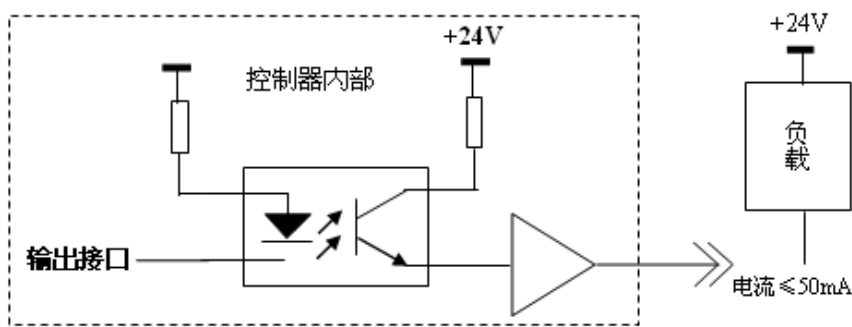 +24V
+24V
控制器内部
负载
输出接口
电流≤50mA